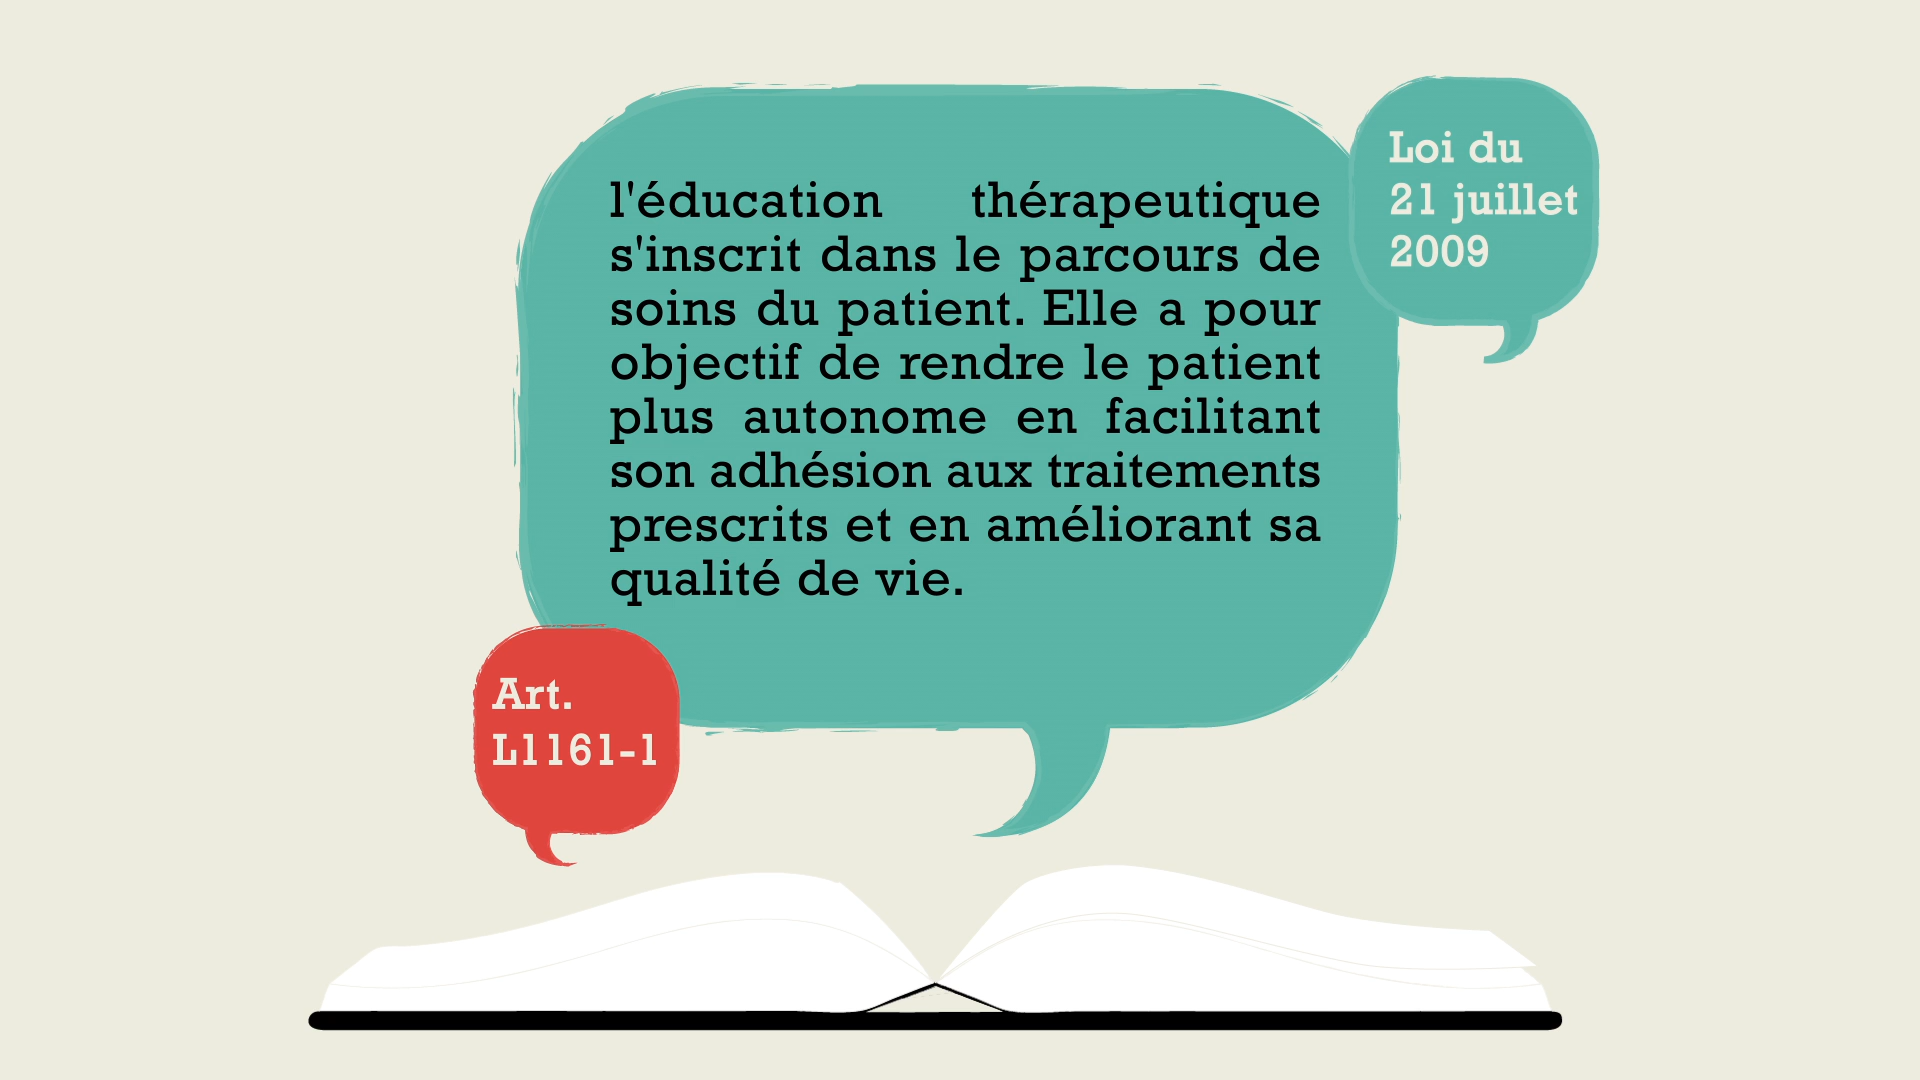 l'éducation thérapeutique
s'inscrit dans le parcours de
soins du patient. Elle a pour
objectif de rendre le patient
plus autonome en facilitant
son adhésion aux traitements
prescrits et en améliorant sa
qualité de vie.
Loi du
21 juillet
2009
Art.
L1161-1